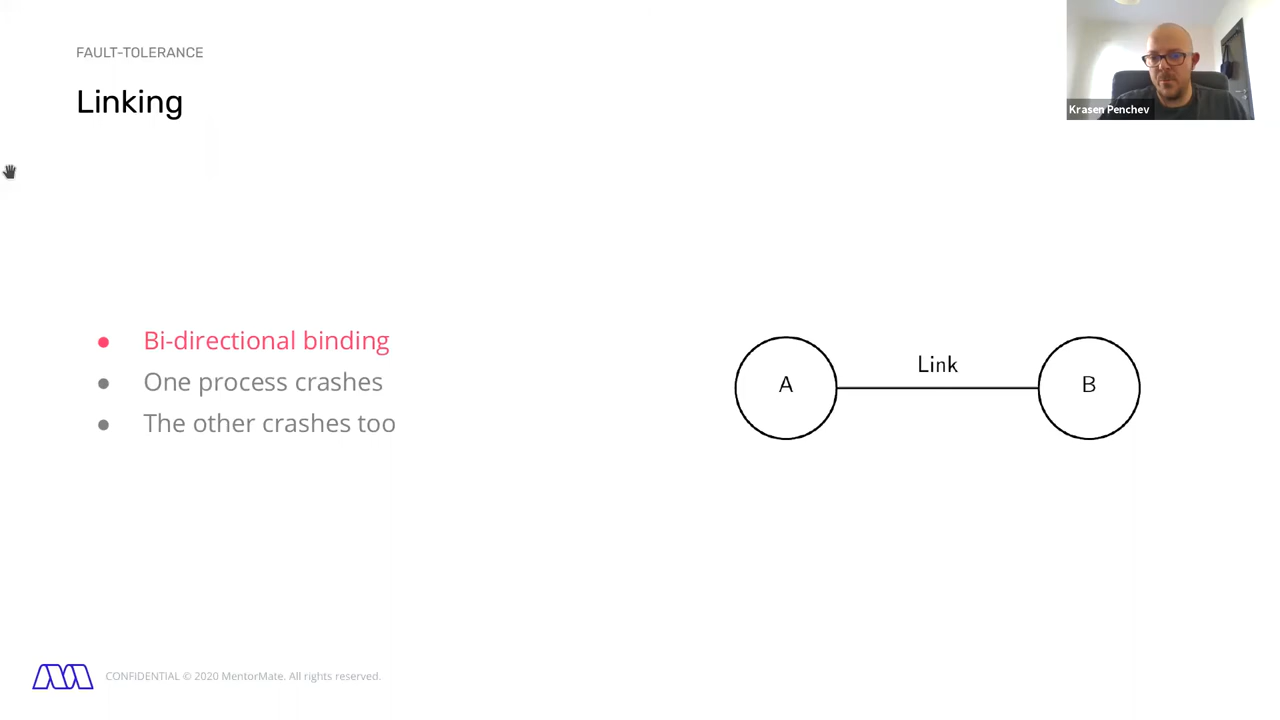 FAULT-TOLERANCE
Linking
Krasen Penchev
● Bi-directional binding
● One process crashes
● The other crashes too
Link
A
B
CONFIDENTIAL © 2020 MentorMate. All rights reserved.